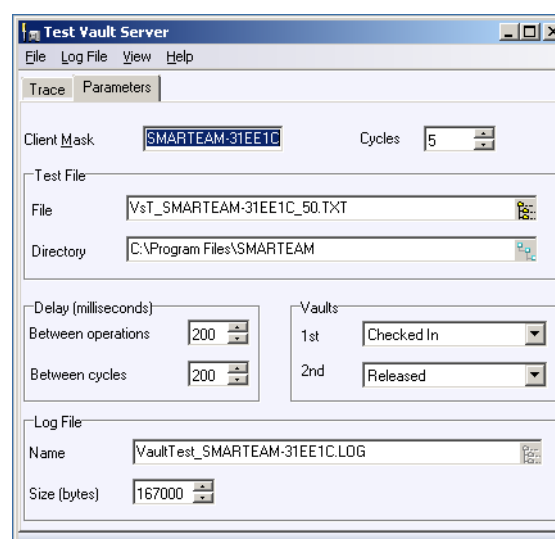 Test Vault Server
File Log File View Help
Trace Parameters
Client Mask SMARTEAM-31EE1C Cycles 5
Test File
File VsT_SMARTEAM-31EE1C_50.TXT
Directory C:\Program Files\SMARTEAM
Delay (milliseconds) Vaults
Between operations 200 1st Checked In
Between cycles 200 2nd Released
Log File
Name VaultTest_SMARTEAM-31EE1C.LOG
Size (bytes) 167000